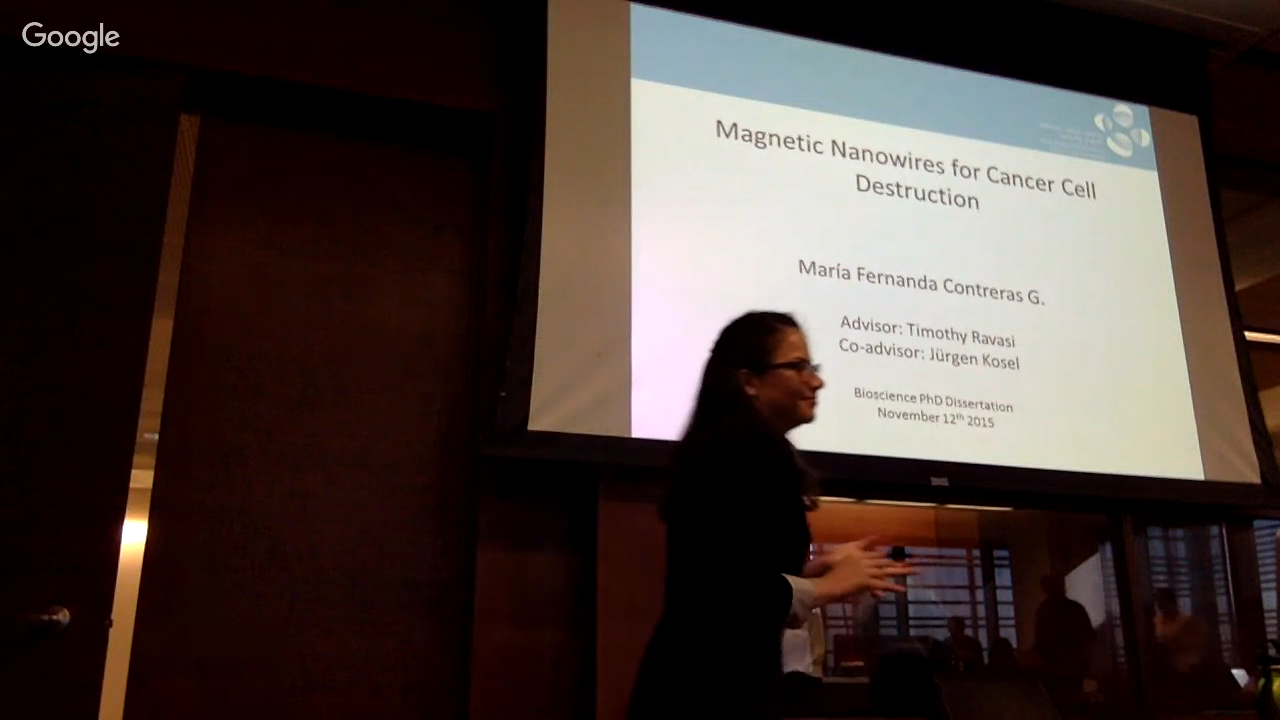 Google
Magnetic Nanowires for Cancer Cell
Destruction
María Fernanda Contreras G.
Advisor: Timothy Ravasi
Co-advisor: Jürgen Kosel
Bioscience PhD Dissertation
November 12th 2015